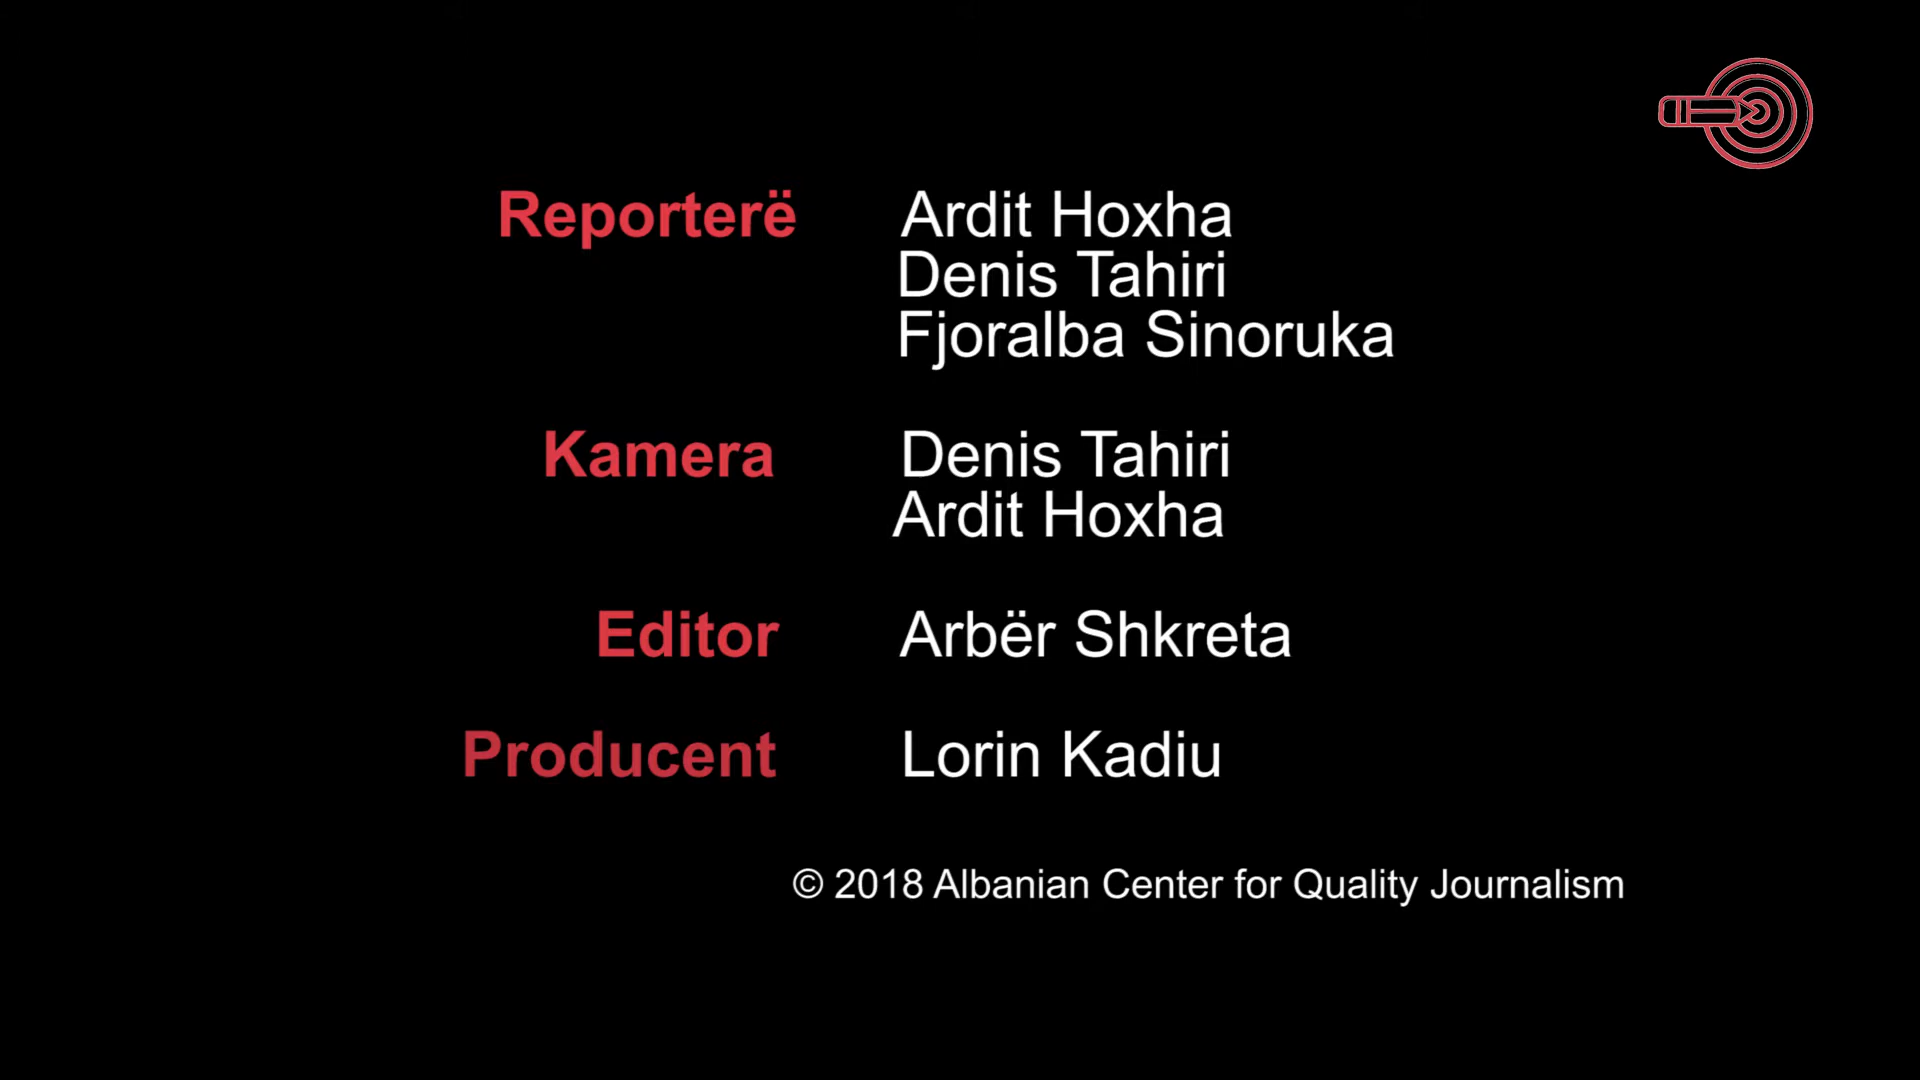 Reporterë Ardit Hoxha
Denis Tahiri
Fjoralba Sinoruka
Kamera Denis Tahiri
Ardit Hoxha
Editor Arbër Shkreta
Producent Lorin Kadiu
© 2018 Albanian Center for Quality Journalism